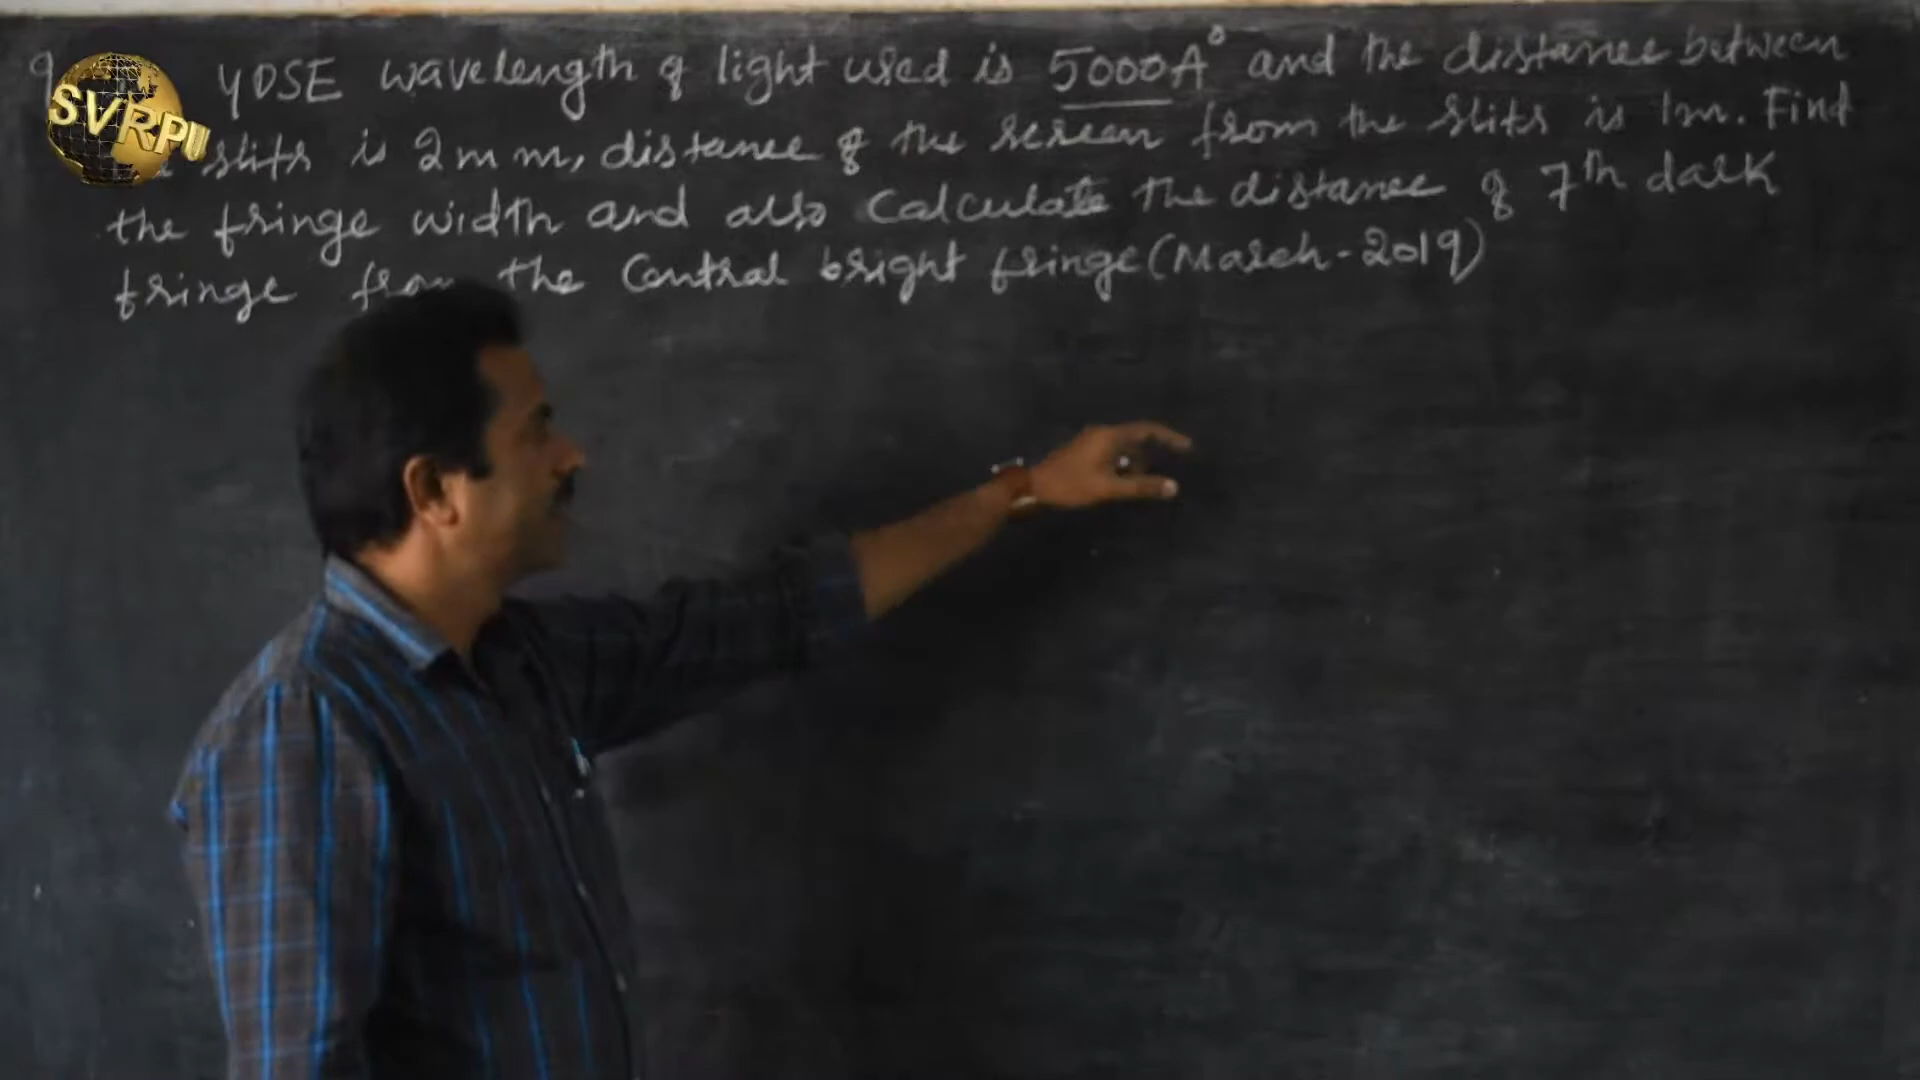 YDSE wavelength of light used is 5000A° and the distance between
slits is 2mm, distance of the screen from the slits is 1m. Find
the fringe width and also calculate the distance of 7th dark
fringe from the Central bright fringe (March-2019)
SVRPU